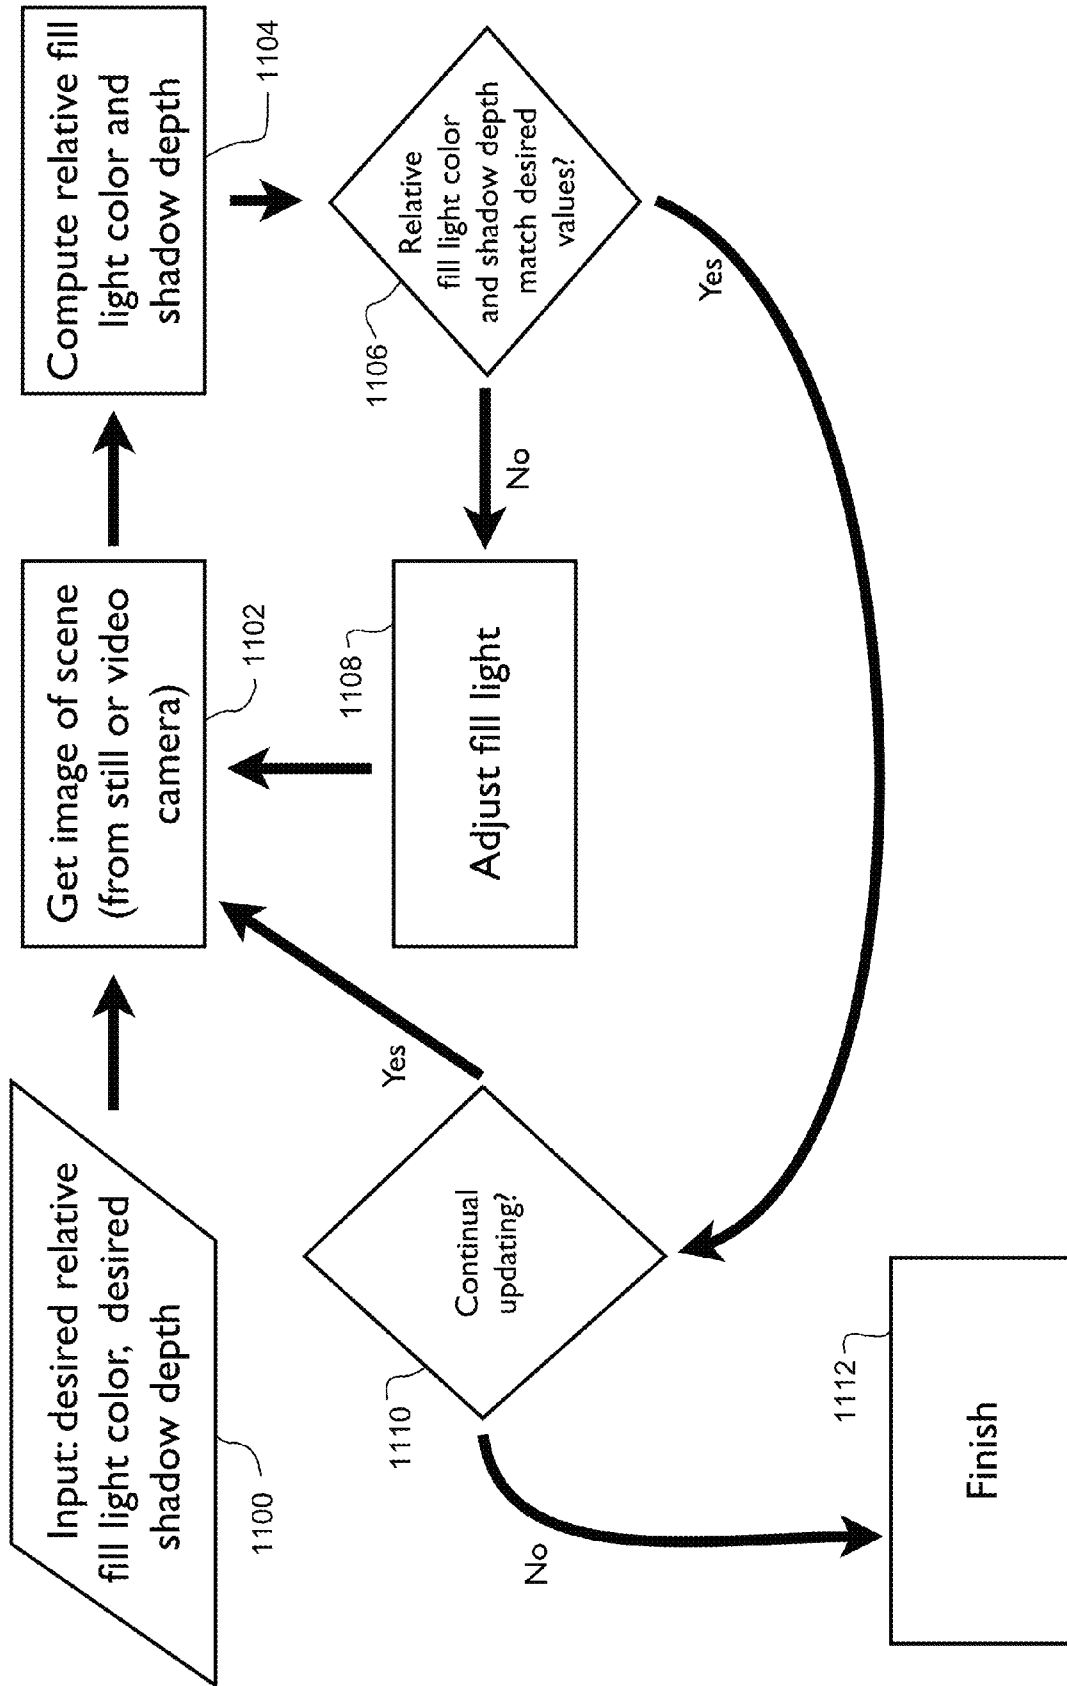 Input: desired relative
fill light color, desired
shadow depth
1100
Get image of scene
(from still or video
camera)
1102
Compute relative fill
light color and
shadow depth
1104
Relative
fill light color
and shadow depth
match desired
values?
1106
No
Yes
Adjust fill light
1108
Continual
updating?
1110
Yes
No
Finish
1112